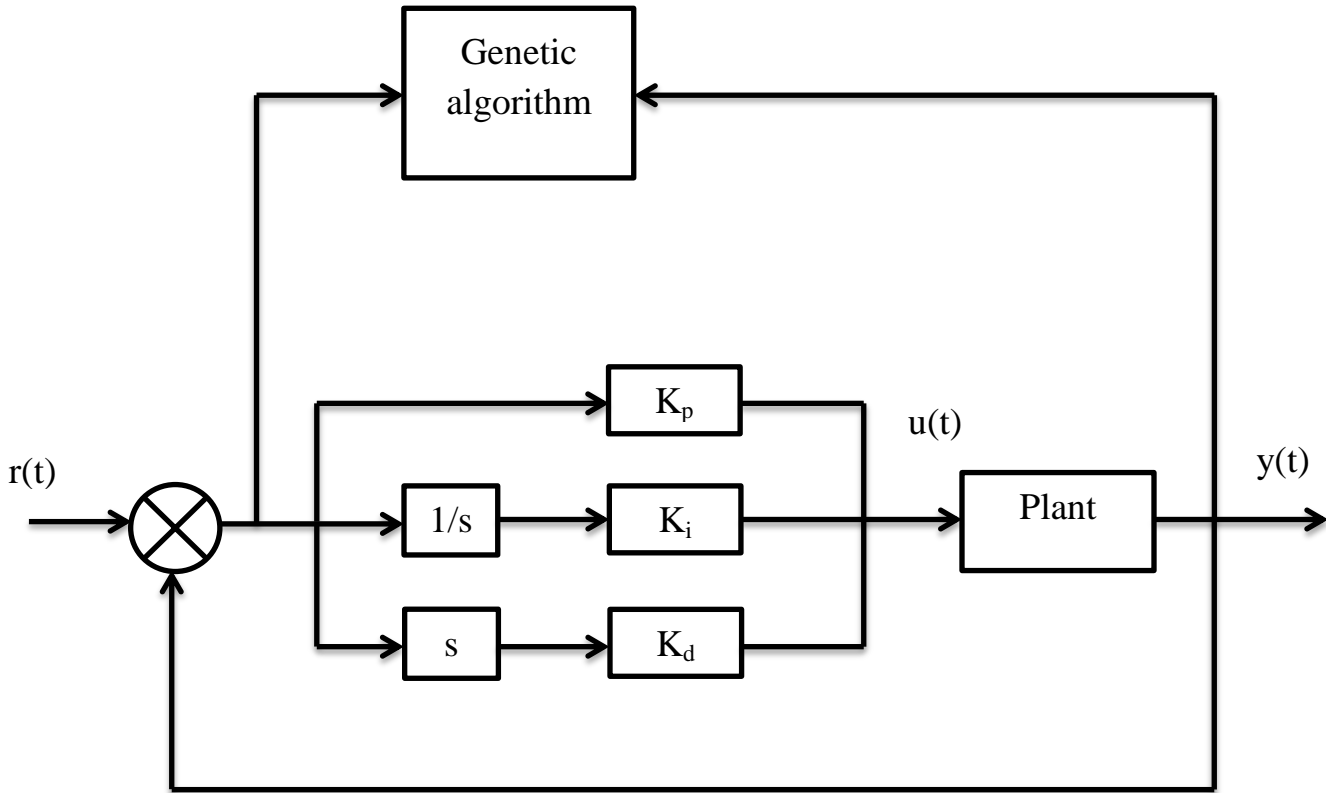 Genetic
algorithm
K_p
u(t)
r(t)
y(t)
1/s
K_i
Plant
s
K_d